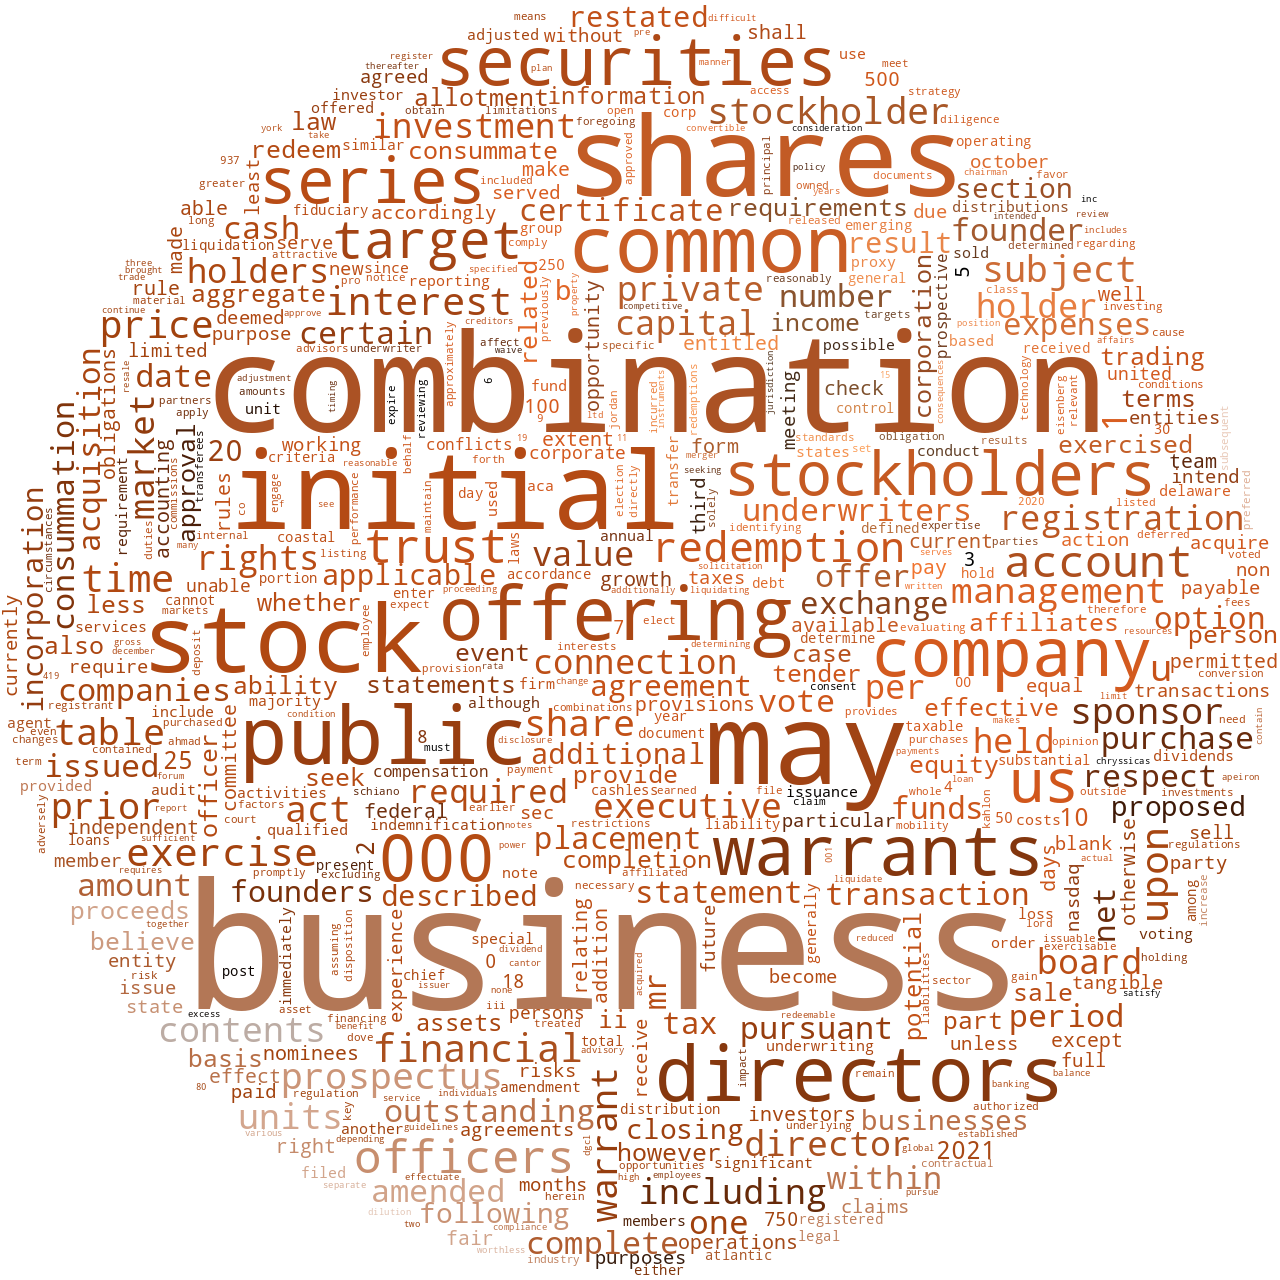 means difficult
restated
adjusted without pre shall
register securities use
thereafter plan manner meet
agreed 500
investor access strategy
allotment information stockholder
offered obtain limitations open corp
law investment foregoing convertible consideration diligence
york take shares operating
redeem similar consummate approved principal policy october
937 least series make documents chairman favor
greater included served owned years section inc
able fiduciary accordingly certificate requirements due distributions
long cash group released emerging founder intended review
made liquidation serve target comply common result determined regarding includes
attractive proxy sold
three brought holders newsince specified 250 reasonably general 5 subject
trade rule pro notice reporting related b private number class well
material aggregate interest previously property competitive targets holder investing
continue deemed approve creditors opportunity capital income corporation prospective position expenses cause
price purpose certain affect waive specific entitled possible based received affairs
limited advisors underwriter approximately trading
resale date combination fund check united conditions
partners adjustment amounts timing expire 6 reviewing 100 ltd jordan incurred instruments redemptions jurisdiction 15 consequences technology eisenberg relevant terms
acquisition obligations market apply unit 9 control meeting 1 entities
20 working conflicts 19 extent 11 form standards obligation results 30 exercised
consummation requirement approval accounting transferees commissions criteria reasonable forth corporate transfer merger states set conduct team subsequent
incorporation duties rules engage ef see performance initial behalf day used aca election directly seeking third solely stockholders intend preferred
circumstances many internal co coastal maintain laws annual underwriters 2020 listed delaware
rights trust listing value identifying defined expertise registration deferred
time portion applicable accordance redemption current parties action acquire voted
unable growth solicitation serves account non
cannot enter proceeding additionally liquidating taxes debt offer pay 3 hold
less markets whether expect written management payable
currently services stock deposit employee offering 7 elect available exchange therefore fees
also gross december event interests determining determine evaluating affiliates resources option person
require provision rata connection case company u permitted
419 companies ability statements firm change agreement tender consent per 00 equal conversion
registrant majority although combinations provisions vote provides limit transactions
agent include condition public share year document taxable effective makes sponsor need contain
even purchased 8 must disclosure may purchases opinion
changes table ahmad additional payments held purchase
term contained issued 25 committee compensation payment equity substantial chryssicas dividends
provided forum officer seek schiano provide cashless earned file issuance loan us respect apeiron
audit activities required claim whole 4 outside investments
adversely prior report factors act federal sec earlier executive funds kahlon proposed
court indemnification notes restrictions liability particular mobility 50 costs 10
independent qualified 2 placement warrants upon sell
loans sufficient power completion 001 days blank regulations
member exercise present promptly note affiliated actual otherwise party
requires excluding 000 necessary liquidate
amount founders described statement transaction net nasdaq among increase
proceeds together business loss lord voting
believe immediately assuming disposition experience special 0 dividend cantor relating addition future generally reduced order issuable exercisable
entity risk chief issuer 18 acquired mr become potential liabilities sector gain board holding
issue asset none iii tangible satisfy
state post persons sale
excess financing assets treated ii redeemable part period
contents benefit tax pursuant
dove financial total receive unless except
basis nominees advisory underwriting full
effect prospectus risks directors impact remain balance
80 paid regulation amendment banking
key service individuals warrant authorized
units outstanding distribution investors businesses
various another guidelines agreements closing underlying established
right depending dgcl director global 2021
filed officers however contractual
effectuate opportunities significant
separate months high employees within pursue
amended herein including
dilution following members one 750 registered claims
two compliance
fair complete operations legal
worthless industry purposes atlantic
either